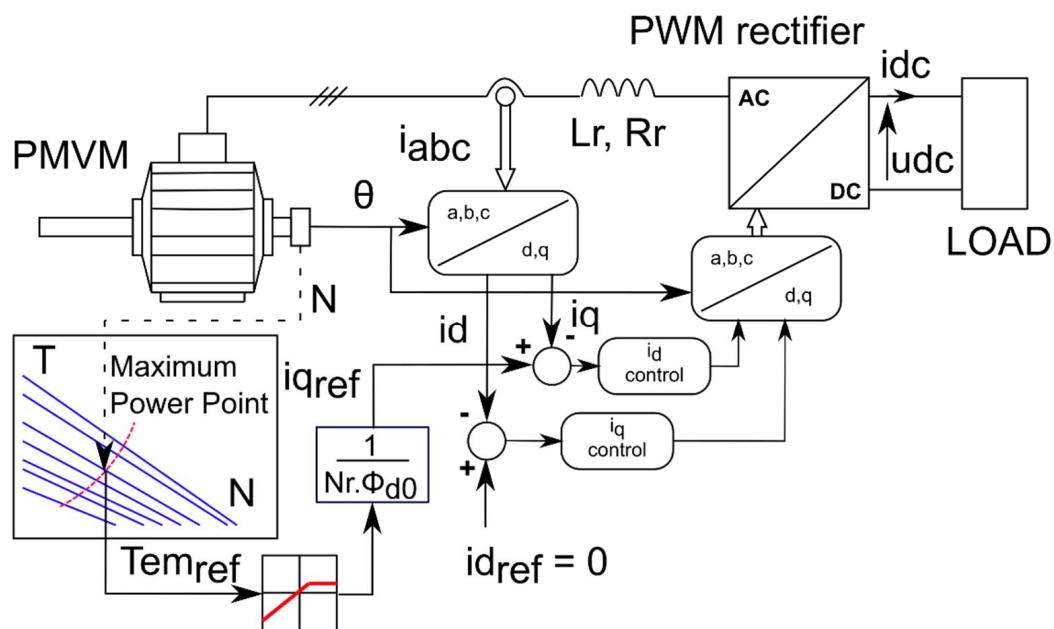 PWM rectifier
idc
AC
PMVM
iabc
Lr, Rr
udc
θ
DC
a,b,c
d,q
LOAD
a,b,c
d,q
N
id
iq
-
T
Maximum
Power Point
iqref
+
id
control
-
N
1
Nr.Φd0
+
iq
control
Temref
idref = 0